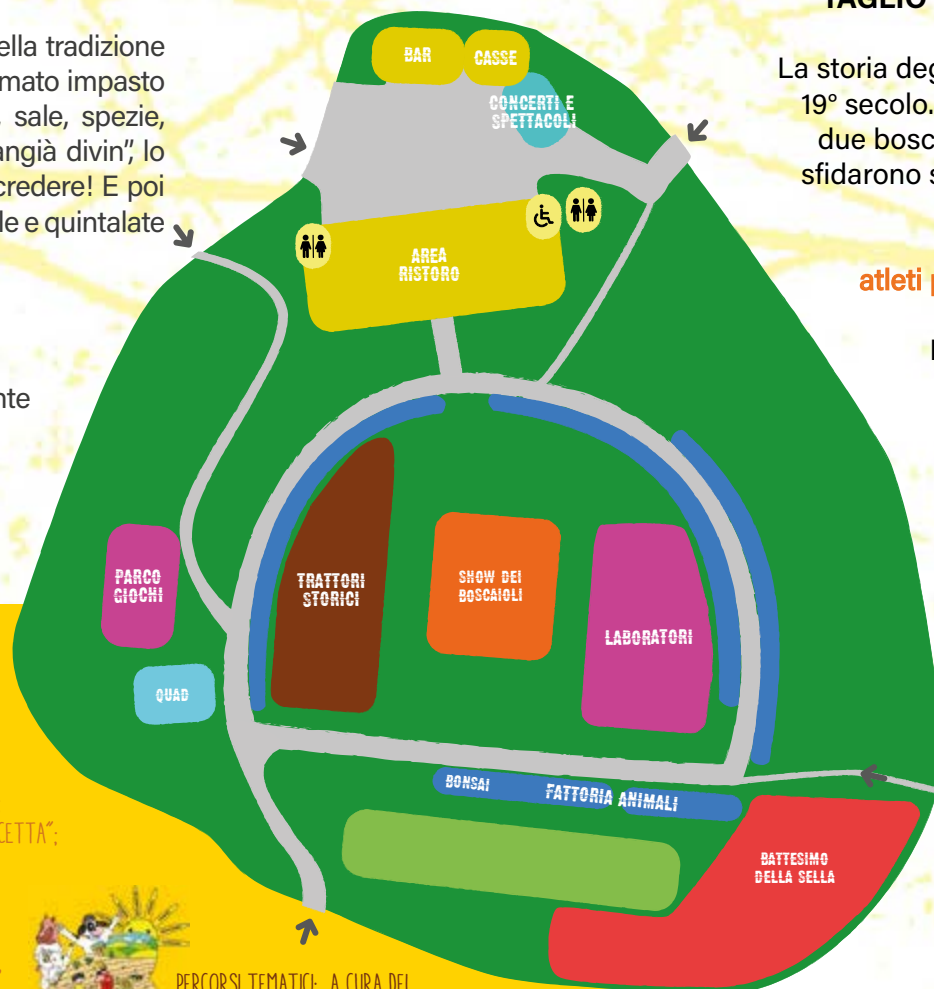 ella tradizione
mato impasto
, sale, spezie,
angià divin”, lo
credere! E poi
le e quintalate
nte
TAGLIO
La storia deg
19° secolo.
due bosc
sfidarono s
atleti
BAR
CASSE
CONCERTI E
SPETTACOLI
AREA
RISTORO
PARCO
GIOCHI
TRATTORI
STORICI
SHOW DEI
BOSCAIOLI
LABORATORI
QUAD
BONSAI
FATTORIA ANIMALI
BATTESIMO
DELLA SELLA
CETTA”;
PERCORSI TEMATICI: A CURA DEI